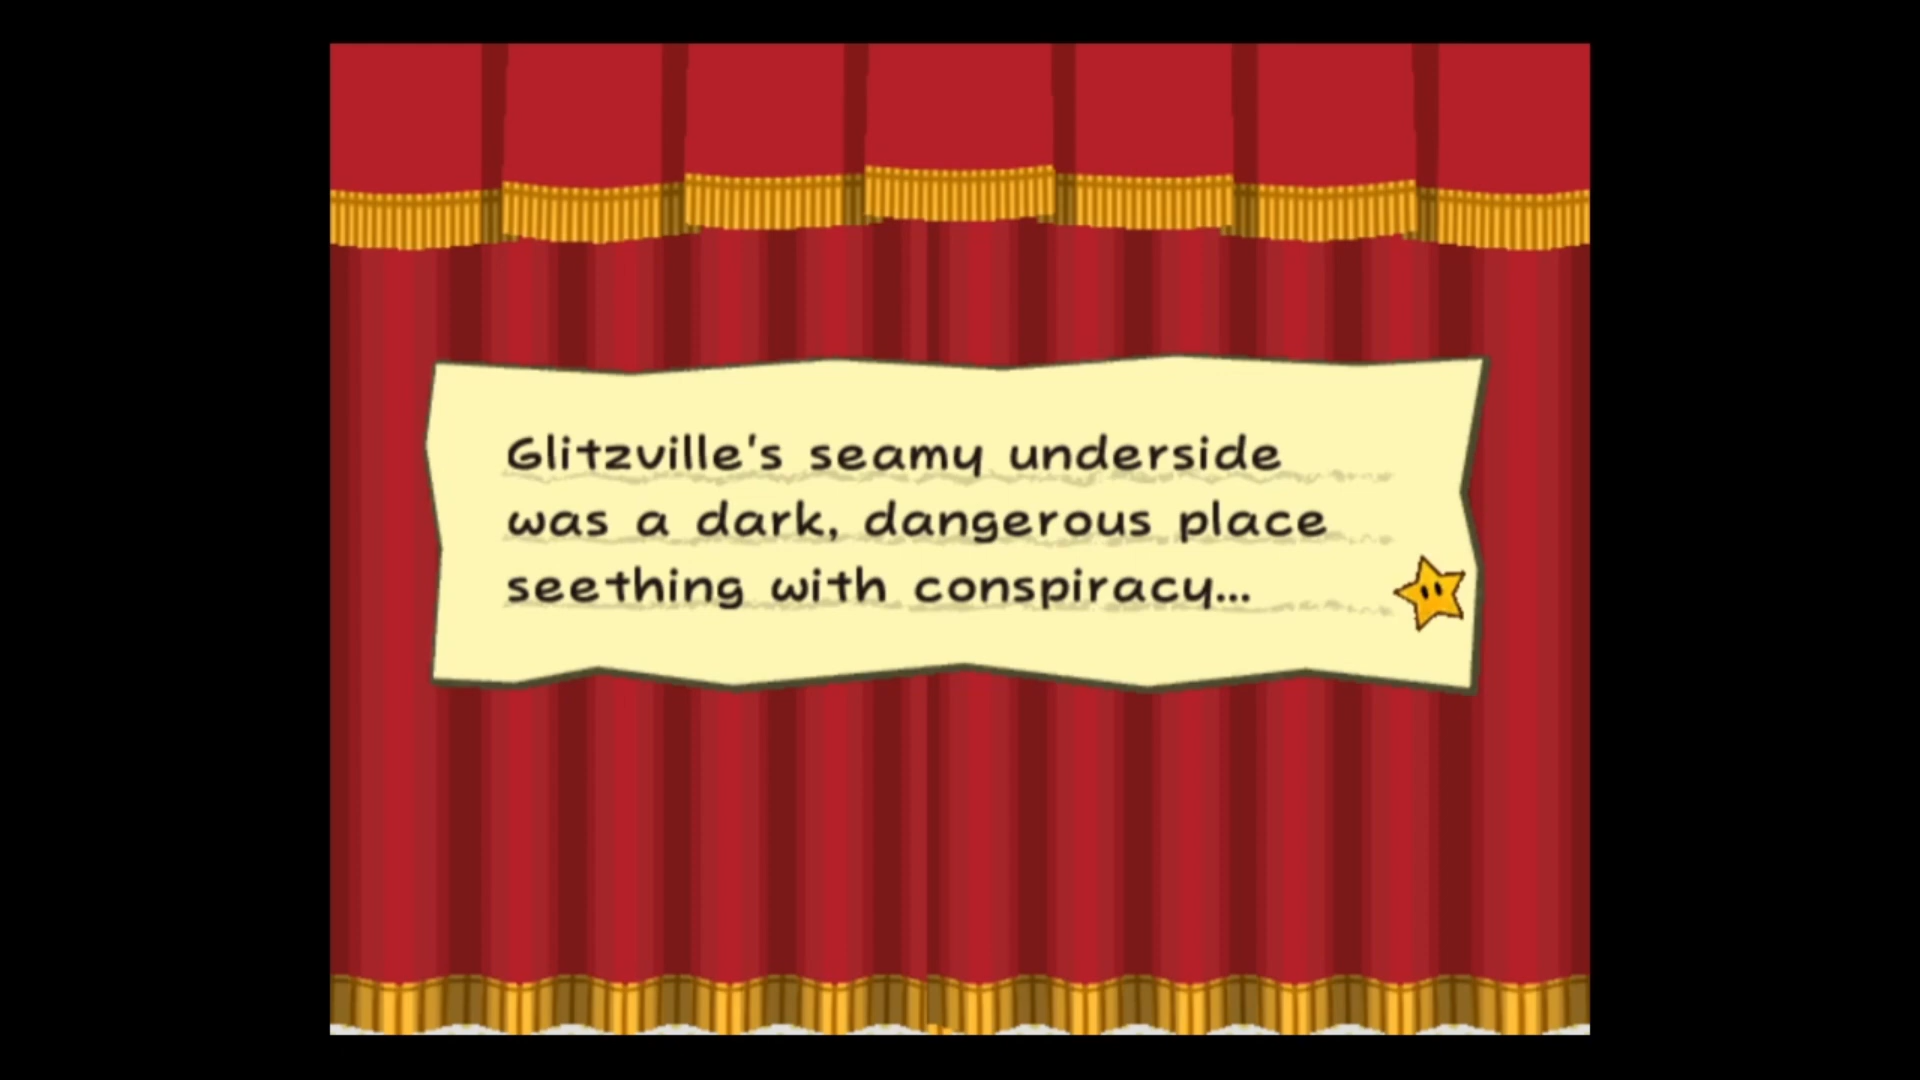 Glitzville's seamy underside
was a dark, dangerous place
seething with conspiracy...